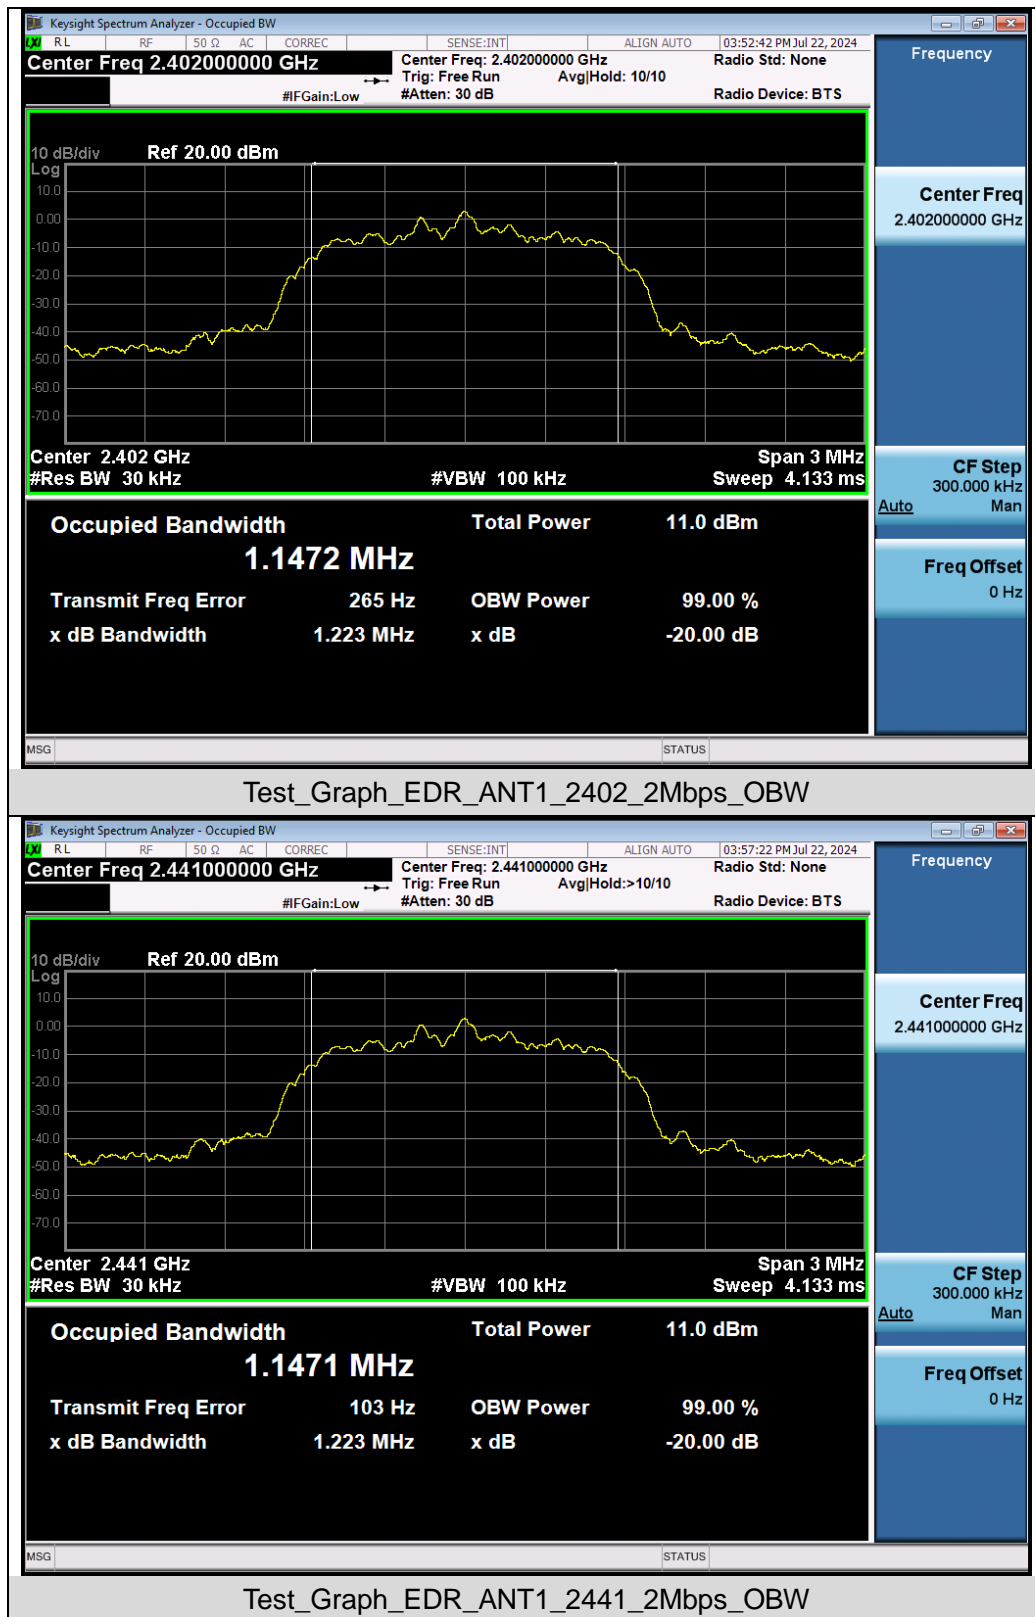 Keysight Spectrum Analyzer - Occupied BW
LXI RL RF 50 Ω AC CORREC SENSE:INT ALIGN AUTO 03:52:42 PM Jul 22, 2024
Center Freq 2.402000000 GHz
Center Freq: 2.402000000 GHz
Radio Std: None
Trig: Free Run Avg|Hold: 10/10
#IFGain:Low
#Atten: 30 dB
Radio Device: BTS
10 dB/div Ref 20.00 dBm
Log
10.0
0.00
-10.0
-20.0
-30.0
-40.0
-50.0
-60.0
-70.0
Center 2.402 GHz
Span 3 MHz
#Res BW 30 kHz
#VBW 100 kHz
Sweep 4.133 ms
Occupied Bandwidth
Total Power 11.0 dBm
1.1472 MHz
Transmit Freq Error 265 Hz
OBW Power 99.00 %
x dB Bandwidth 1.223 MHz
x dB -20.00 dB
Frequency
Center Freq
2.402000000 GHz
CF Step
300.000 kHz
Auto Man
Freq Offset
0 Hz
MSG STATUS
Test_Graph_EDR_ANT1_2402_2Mbps_OBW
Keysight Spectrum Analyzer - Occupied BW
LXI RL RF 50 Ω AC CORREC SENSE:INT ALIGN AUTO 03:57:22 PM Jul 22, 2024
Center Freq 2.441000000 GHz
Center Freq: 2.441000000 GHz
Radio Std: None
Trig: Free Run Avg|Hold:>10/10
#IFGain:Low
#Atten: 30 dB
Radio Device: BTS
10 dB/div Ref 20.00 dBm
Log
10.0
0.00
-10.0
-20.0
-30.0
-40.0
-50.0
-60.0
-70.0
Center 2.441 GHz
Span 3 MHz
#Res BW 30 kHz
#VBW 100 kHz
Sweep 4.133 ms
Occupied Bandwidth
Total Power 11.0 dBm
1.1471 MHz
Transmit Freq Error 103 Hz
OBW Power 99.00 %
x dB Bandwidth 1.223 MHz
x dB -20.00 dB
Frequency
Center Freq
2.441000000 GHz
CF Step
300.000 kHz
Auto Man
Freq Offset
0 Hz
MSG STATUS
Test_Graph_EDR_ANT1_2441_2Mbps_OBW